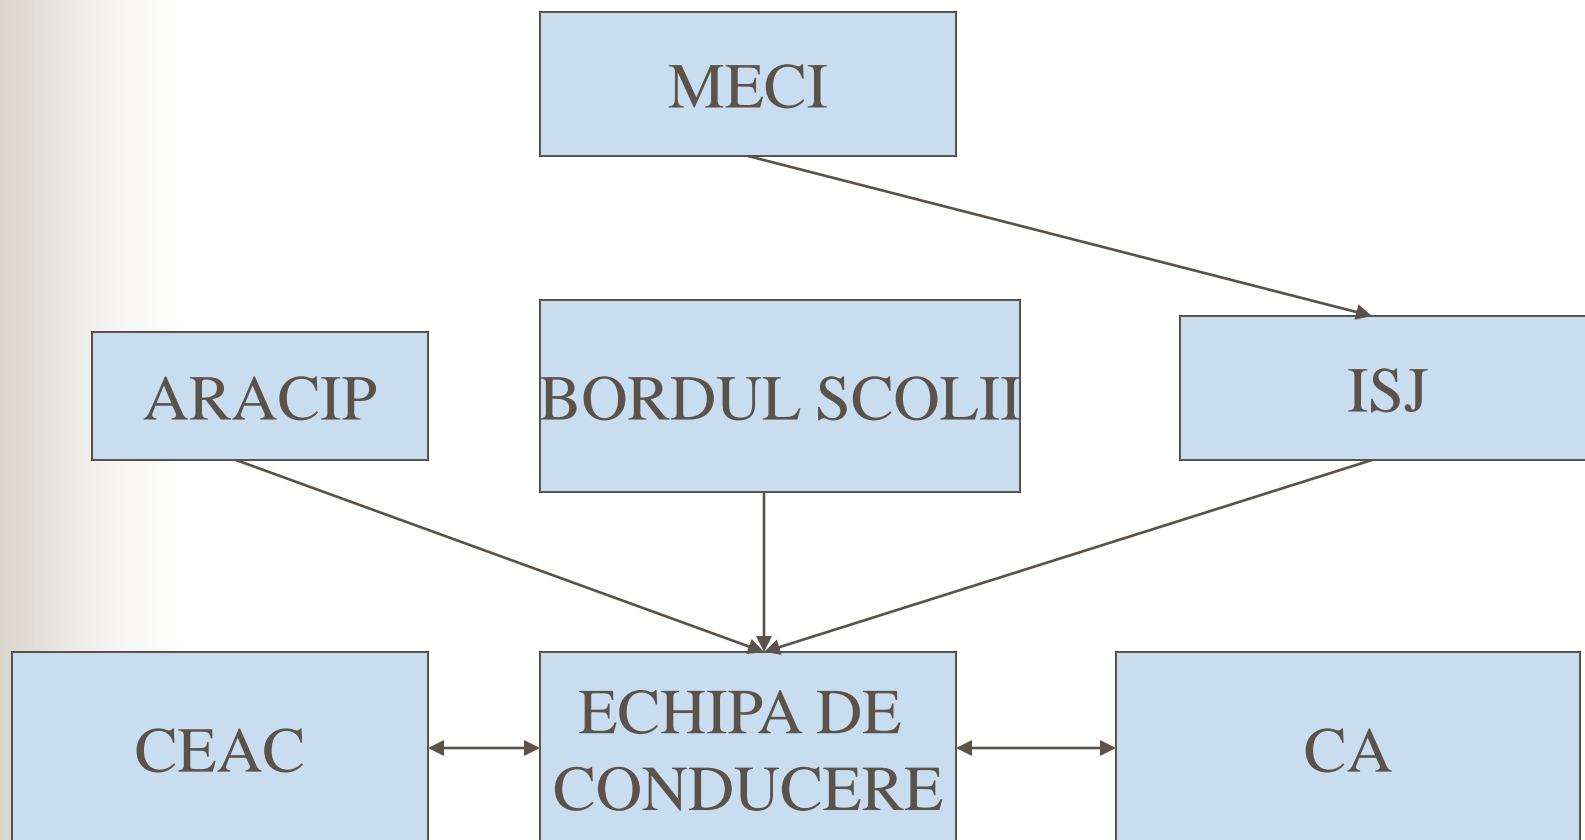 MECI
ARACIP
BORDUL SCOLII
ISJ
CEAC
ECHIPA DE
CONDUCERE
CA